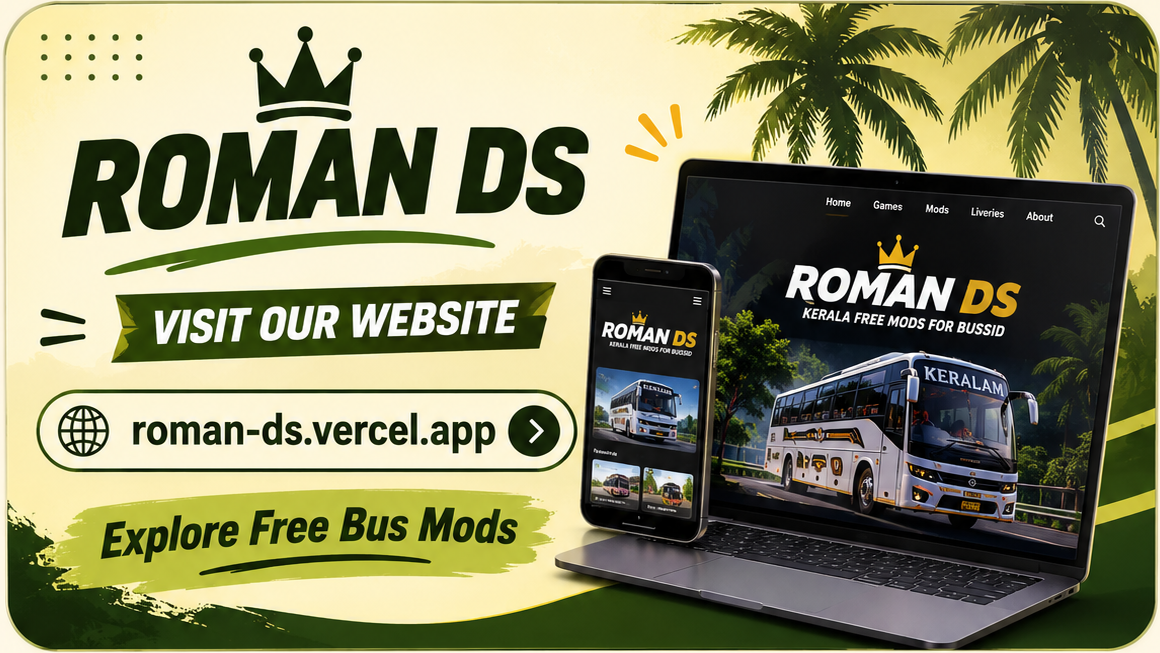 ROMAN DS
VISIT OUR WEBSITE
roman-ds.vercel.app
Explore Free Bus Mods
Home Games Mods Liveries About
ROMAN DS
KERALA FREE MODS FOR BUSSID
KERALAM
ROMAN DS
KERALA FREE MODS FOR BUSSID